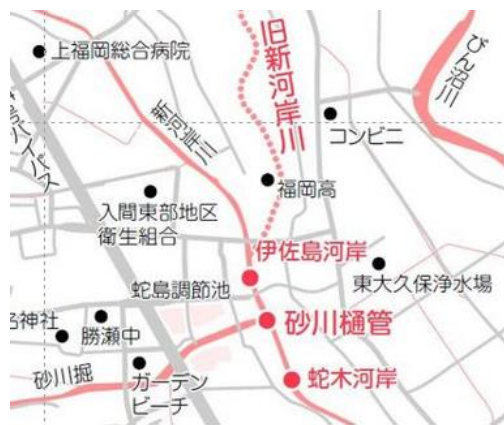 上福岡総合病院
旧新河岸川
びん沼川
新河岸川
コンビニ
バイパス
福岡高
入間東部地区
衛生組合
伊佐島河岸
東大久保浄水場
蛇島調節池
神社
勝瀬中
砂川樋管
砂川堀
ガーデン
ビーチ
蛇木河岸